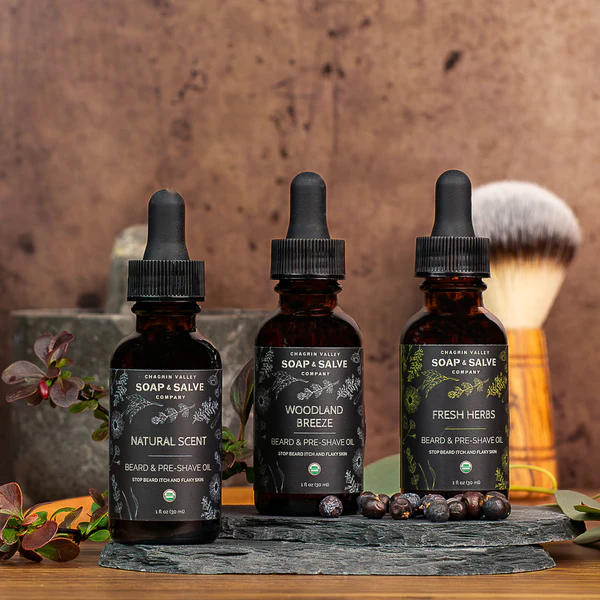 CHAGRIN VALLEY
SOAP & SALVE
COMPANY
NATURAL SCENT
BEARD & PRE-SHAVE OIL
STOP BEARD ITCH AND FLAKY SKIN
1 fl oz (30 ml)
CHAGRIN VALLEY
SOAP & SALVE
COMPANY
WOODLAND
BREEZE
BEARD & PRE-SHAVE OIL
STOP BEARD ITCH AND FLAKY SKIN
1 fl oz (30 ml)
CHAGRIN VALLEY
SOAP & SALVE
COMPANY
FRESH HERBS
BEARD & PRE-SHAVE OIL
STOP BEARD ITCH AND FLAKY SKIN
1 fl oz (30 ml)